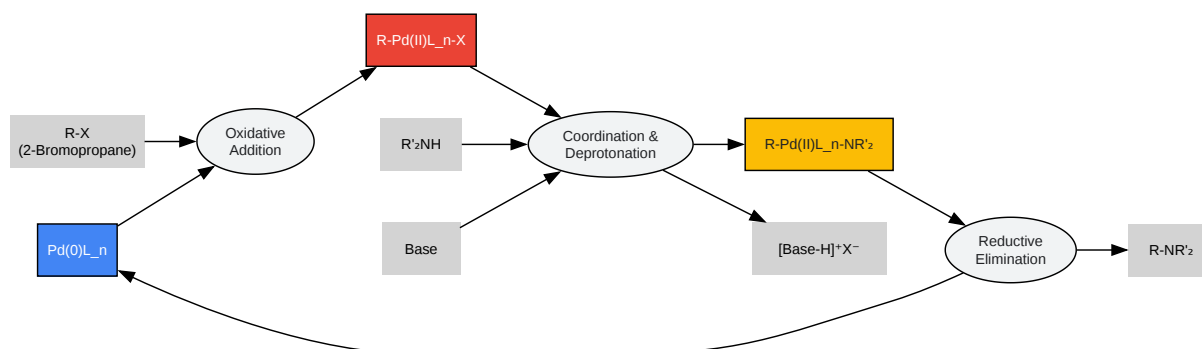 R-Pd(II)L_n-X
R-X
(2-Bromopropane)
Oxidative
Addition
R'₂NH
Coordination &
Deprotonation
R-Pd(II)L_n-NR'₂
Pd(0)L_n
Base
[Base-H]⁺X⁻
Reductive
Elimination
R-NR'₂